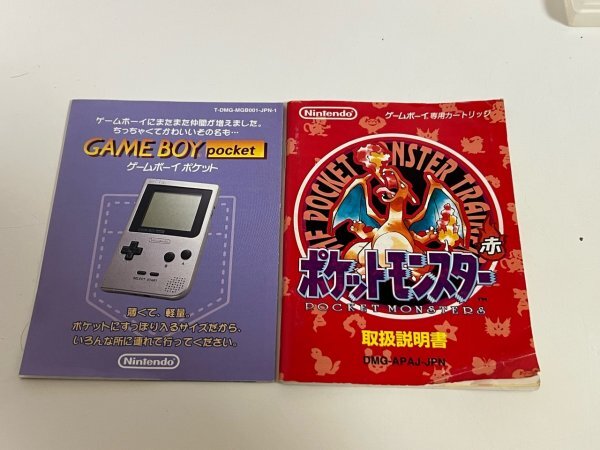 T-DMG-MGB001-JPN-1
ゲームボーイにまたまた仲間が増えました。
ちっちゃくてかわいいその名も…
GAME BOY pocket
ゲームボーイ ポケット
Nintendo
SELECT START
薄くて、軽量。
ポケットにすっぽり入るサイズだから、
いろんな所に連れて行ってください。
Nintendo
Nintendo
ゲームボーイ専用カートリッジ
THE POCKET MONSTER TRAINER
赤
ポケットモンスター
TM
POCKET MONSTERS
取扱説明書
DMG-APAJ-JPN